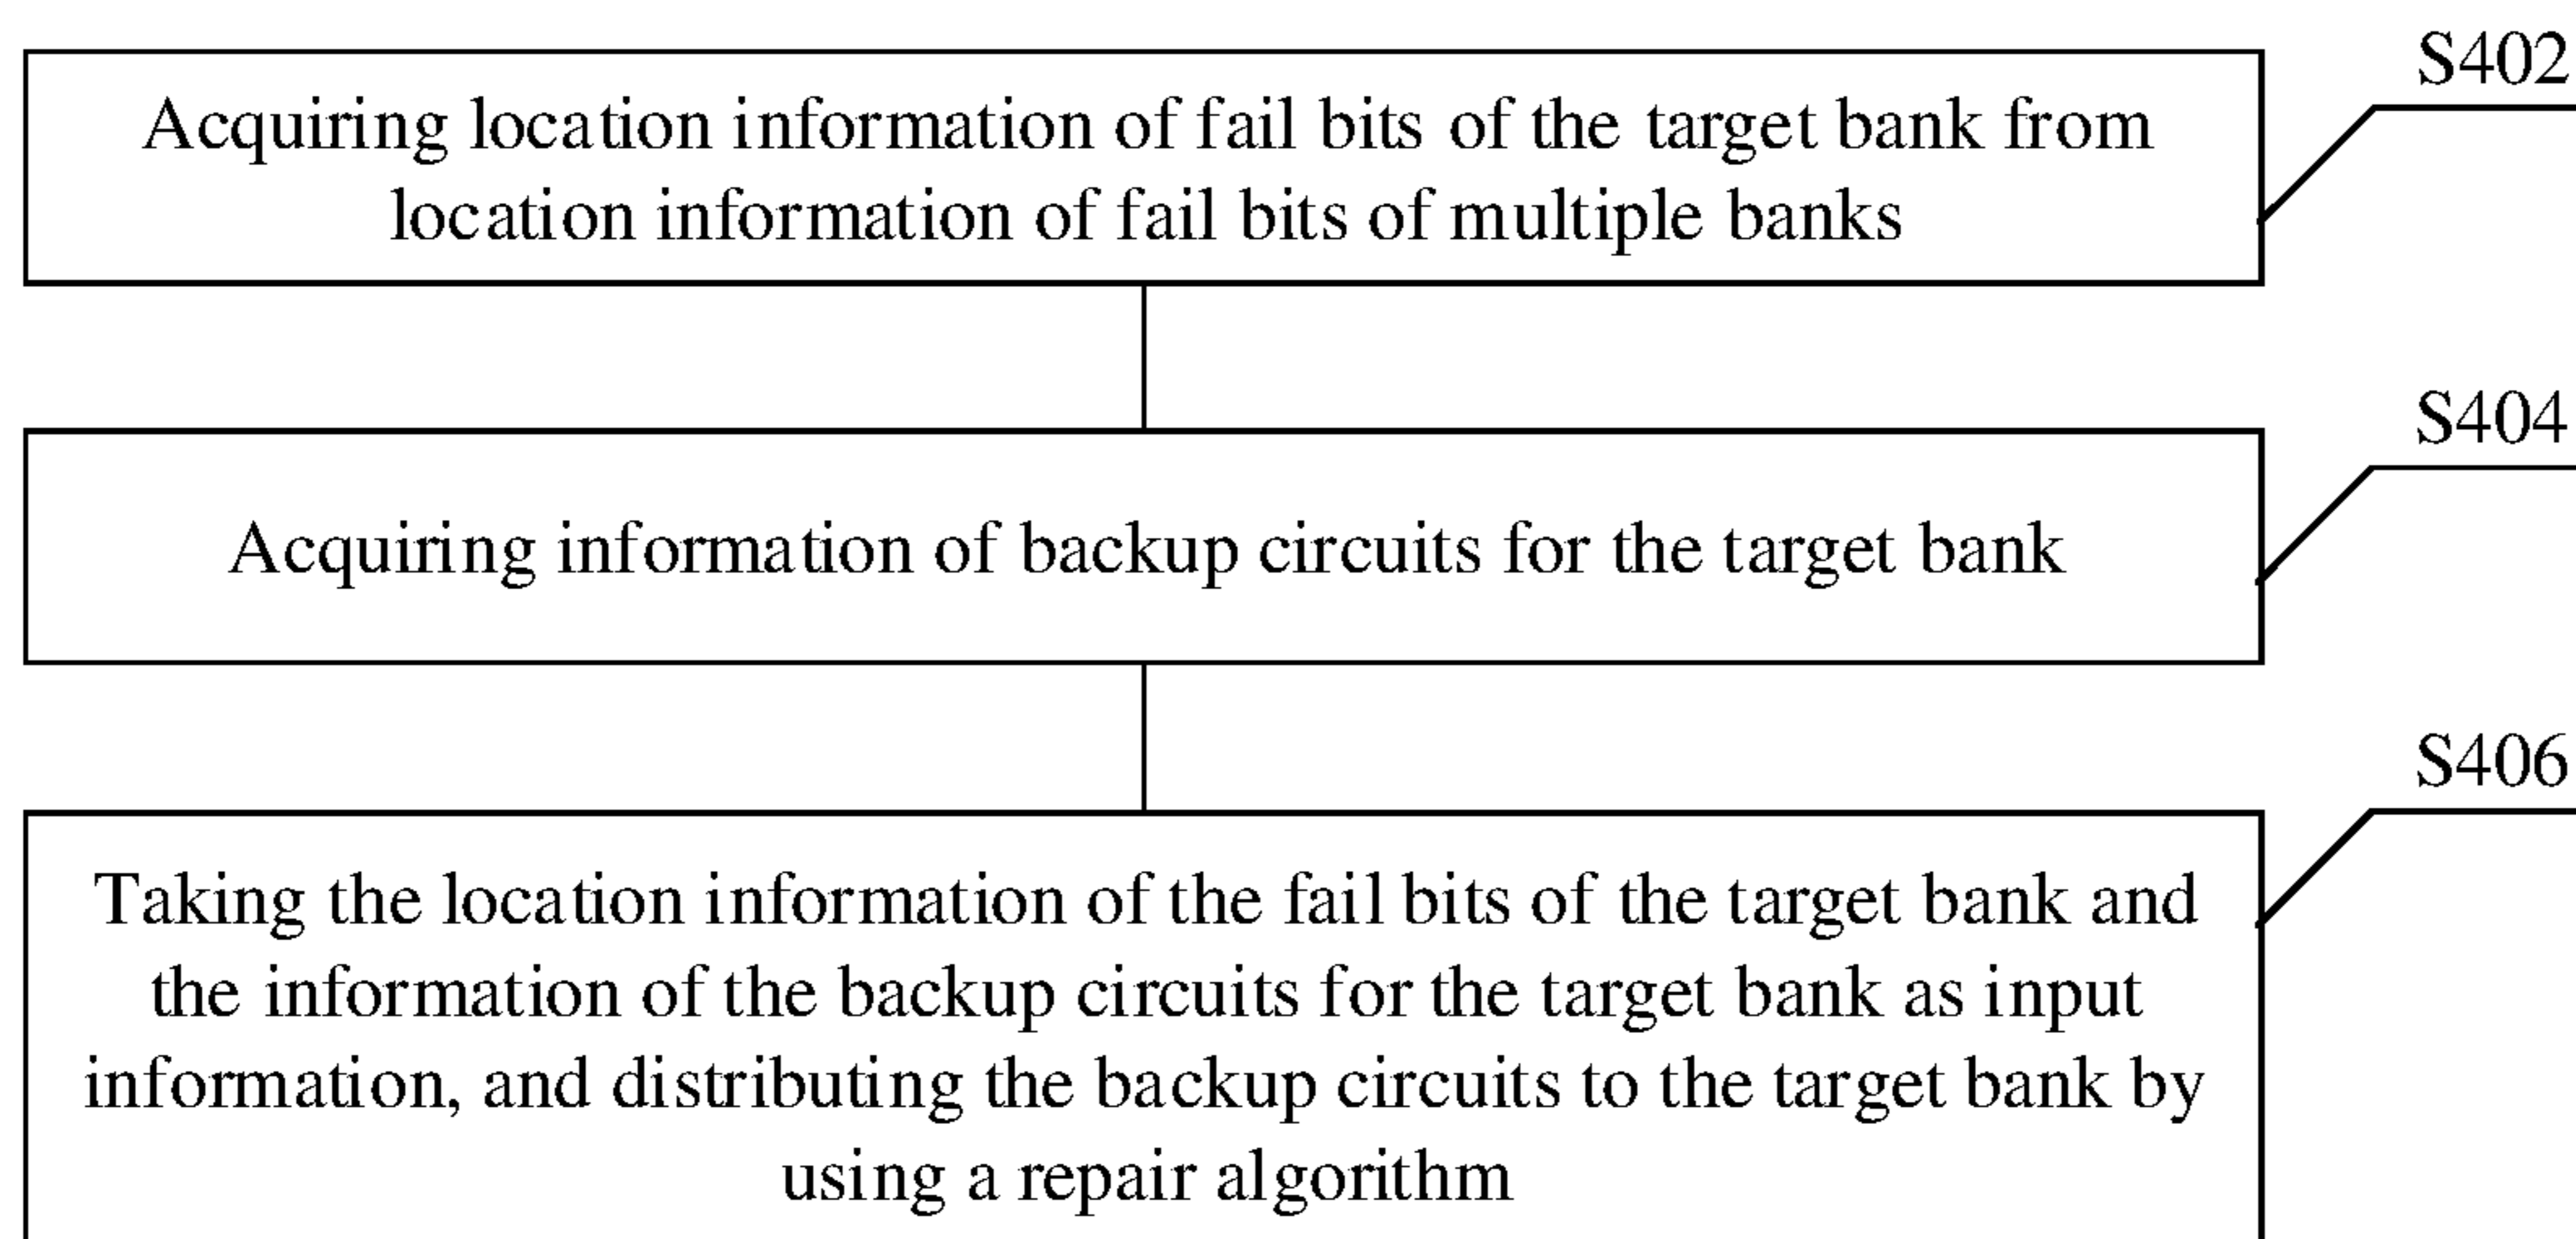 S402
Acquiring location information of fail bits of the target bank from
location information of fail bits of multiple banks
S404
Acquiring information of backup circuits for the target bank
S406
Taking the location information of the fail bits of the target bank and
the information of the backup circuits for the target bank as input
information, and distributing the backup circuits to the target bank by
using a repair algorithm